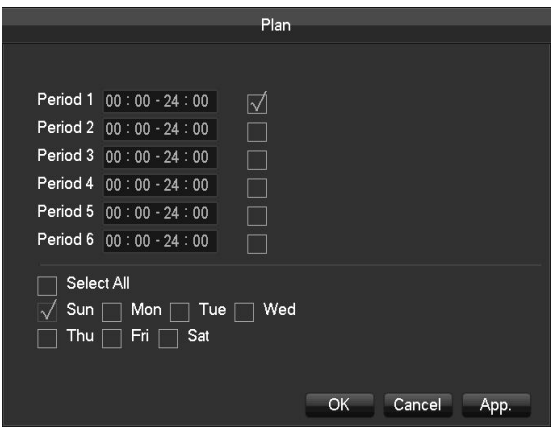 Plan
Period 1 00 : 00 - 24 : 00
Period 2 00 : 00 - 24 : 00
Period 3 00 : 00 - 24 : 00
Period 4 00 : 00 - 24 : 00
Period 5 00 : 00 - 24 : 00
Period 6 00 : 00 - 24 : 00
Select All
Sun Mon Tue Wed
Thu Fri Sat
OK Cancel App.